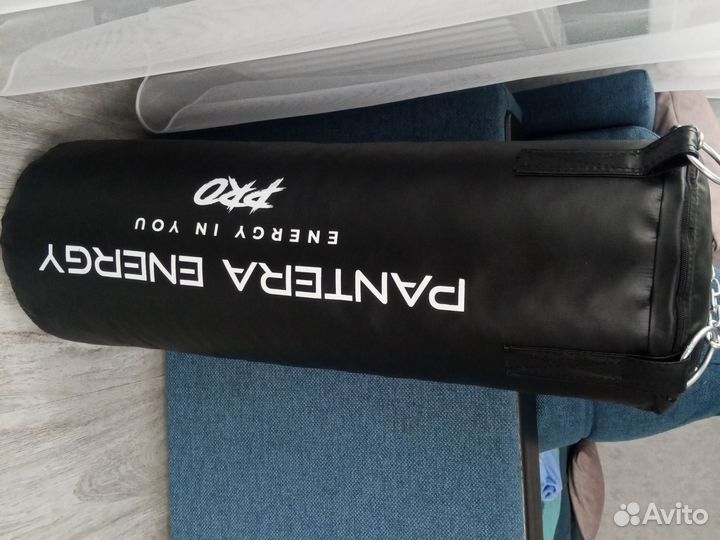 PANTERA ENERGY
ENERGY IN YOU
PRO
Avito